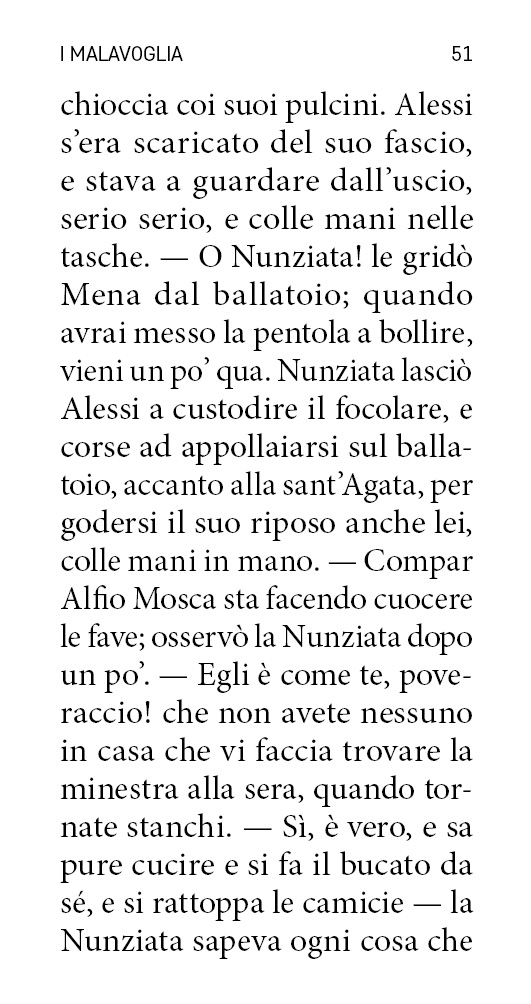 I MALAVOGLIA 51
chioccia coi suoi pulcini. Alessi
s’era scaricato del suo fascio,
e stava a guardare dall’uscio,
serio serio, e colle mani nelle
tasche. — O Nunziata! le gridò
Mena dal ballatoio; quando
avrai messo la pentola a bollire,
vieni un po’ qua. Nunziata lasciò
Alessi a custodire il focolare, e
corse ad appollaiarsi sul balla-
toio, accanto alla sant’Agata, per
godersi il suo riposo anche lei,
colle mani in mano. — Compar
Alfio Mosca sta facendo cuocere
le fave; osservò la Nunziata dopo
un po’. — Egli è come te, pove-
raccio! che non avete nessuno
in casa che vi faccia trovare la
minestra alla sera, quando tor-
nate stanchi. — Sì, è vero, e sa
pure cucire e si fa il bucato da
sé, e si rattoppa le camicie — la
Nunziata sapeva ogni cosa che